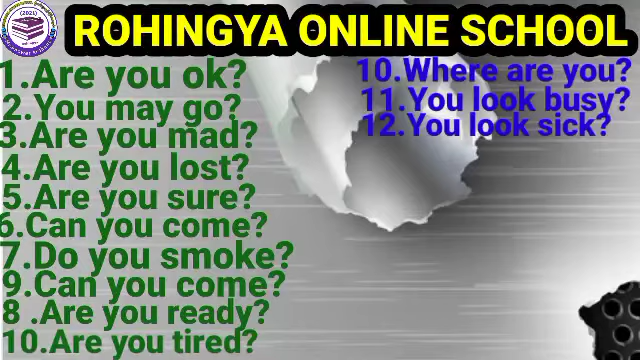 (2021)
ROHINGYA ONLINE SCHOOL
1.Are you ok?
2.You may go?
3.Are you mad?
4.Are you lost?
5.Are you sure?
6.Can you come?
7.Do you smoke?
9.Can you come?
8 .Are you ready?
10.Are you tired?
10.Where are you?
11.You look busy?
12.You look sick?